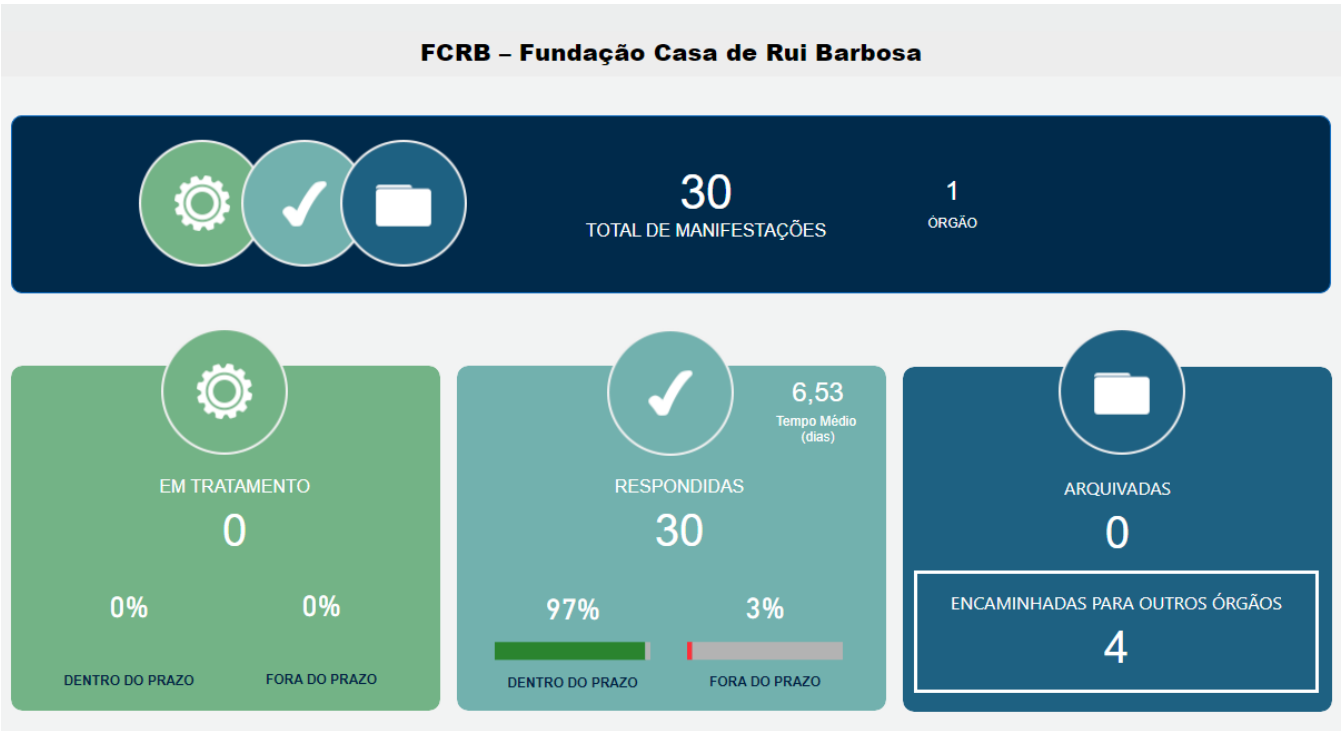 FCRB – Fundação Casa de Rui Barbosa
30
TOTAL DE MANIFESTAÇÕES
1
ÓRGÃO
EM TRATAMENTO
0
0%
0%
DENTRO DO PRAZO
FORA DO PRAZO
6,53
Tempo Médio
(dias)
RESPONDIDAS
30
97%
3%
DENTRO DO PRAZO
FORA DO PRAZO
ARQUIVADAS
0
ENCAMINHADAS PARA OUTROS ÓRGÃOS
4